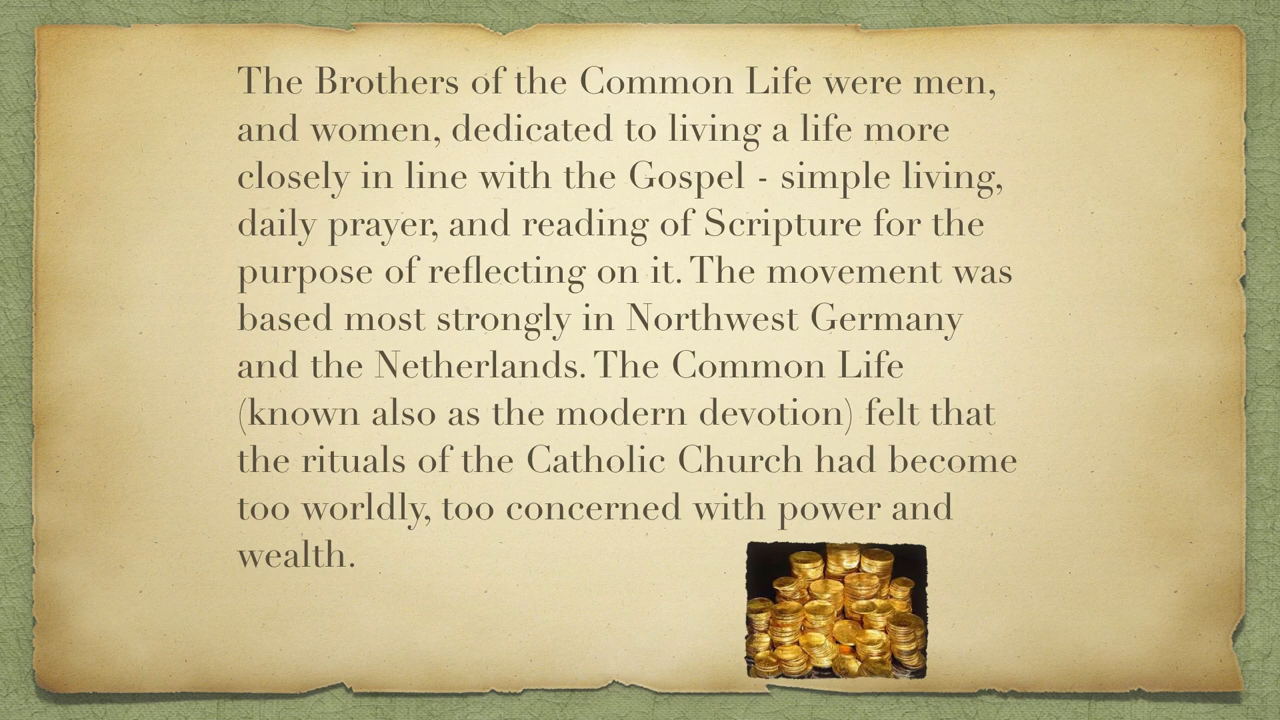 The Brothers of the Common Life were men,
and women, dedicated to living a life more
closely in line with the Gospel - simple living,
daily prayer, and reading of Scripture for the
purpose of reflecting on it. The movement was
based most strongly in Northwest Germany
and the Netherlands. The Common Life
(known also as the modern devotion) felt that
the rituals of the Catholic Church had become
too worldly, too concerned with power and
wealth.